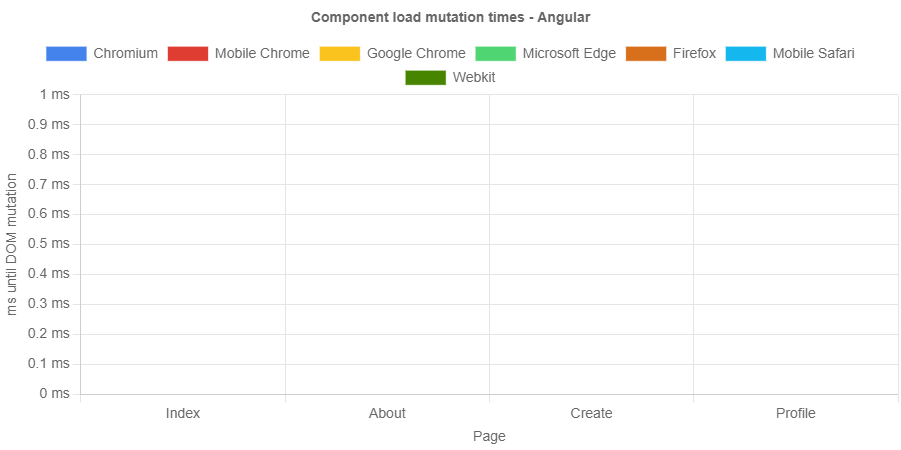 Component load mutation times - Angular
Chromium Mobile Chrome Google Chrome Microsoft Edge Firefox Mobile Safari
Webkit
ms until DOM mutation
1 ms
0.9 ms
0.8 ms
0.7 ms
0.6 ms
0.5 ms
0.4 ms
0.3 ms
0.2 ms
0.1 ms
0 ms
Index About Create Profile
Page